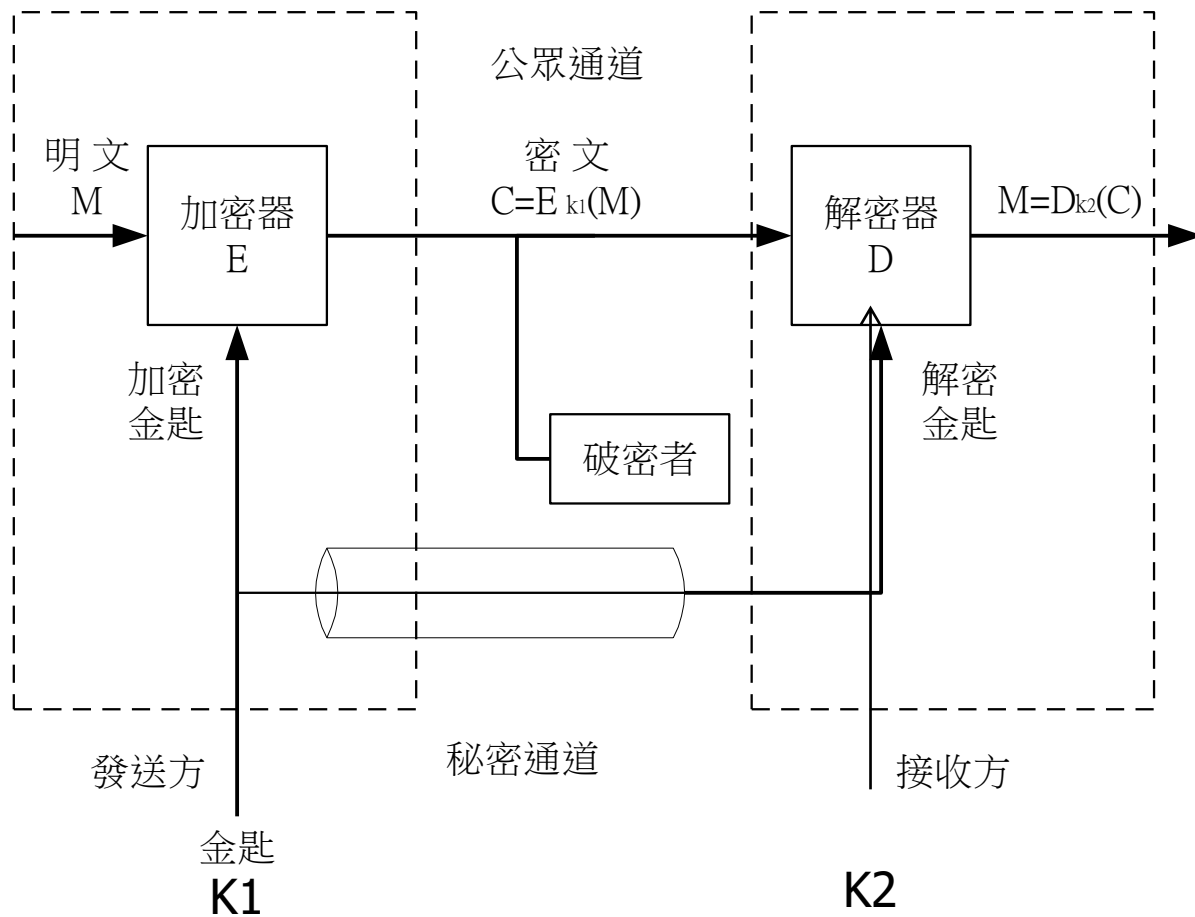 公眾通道
明 文
M
加密器
E
密 文
C=E k1(M)
解密器
D
M=Dk2(C)
加密
金匙
破密者
解密
金匙
發送方
秘密通道
接收方
金匙
K1
K2